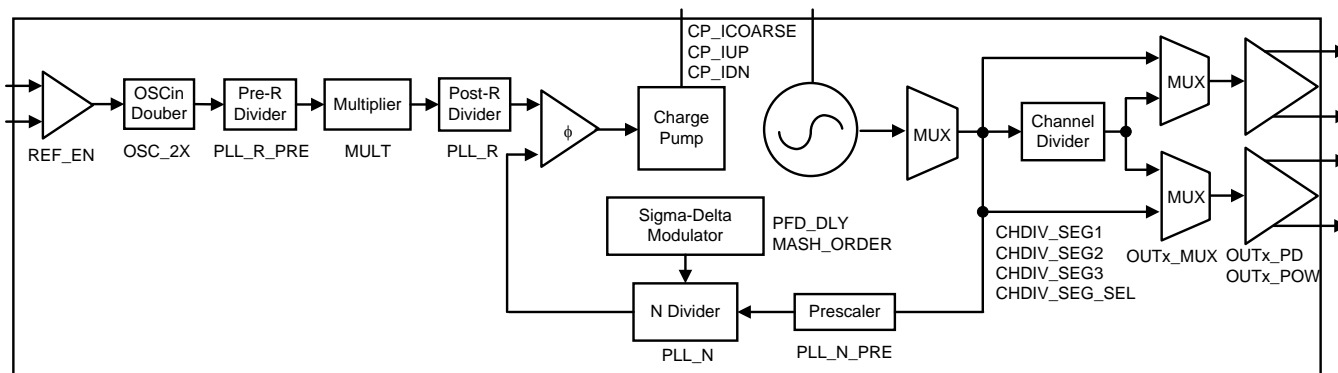 CP_ICOARSE
CP_IUP
CP_IDN
OSCin
Douber
Pre-R
Divider
Multiplier
Post-R
Divider
ϕ
Charge
Pump
MUX
Channel
Divider
MUX
MUX
REF_EN
OSC_2X
PLL_R_PRE
MULT
PLL_R
Sigma-Delta
Modulator
PFD_DLY
MASH_ORDER
CHDIV_SEG1
CHDIV_SEG2
CHDIV_SEG3
CHDIV_SEG_SEL
OUTx_MUX
OUTx_PD
OUTx_POW
N Divider
Prescaler
PLL_N
PLL_N_PRE